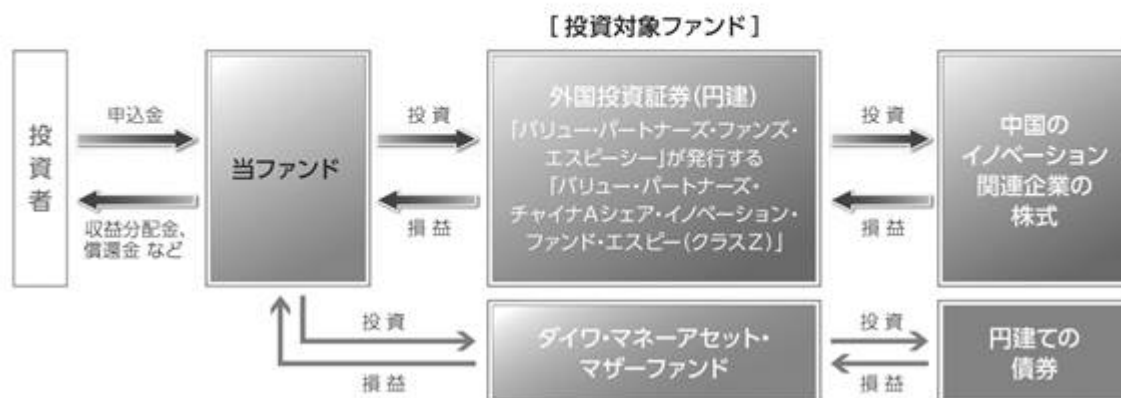 [投資対象ファンド]
投資者
申込金
収益分配金、
償還金 など
当ファンド
投資
損益
外国投資証券(円建)
「バリュー・パートナーズ・ファンズ・
エスピーシー」が発行する
「バリュー・パートナーズ・
チャイナAシェア・イノベーション・
ファンド・エスピー(クラスZ)」
投資
損益
中国の
イノベーション
関連企業の
株式
投資
損益
ダイワ・マネーアセット・
マザーファンド
投資
損益
円建ての
債券